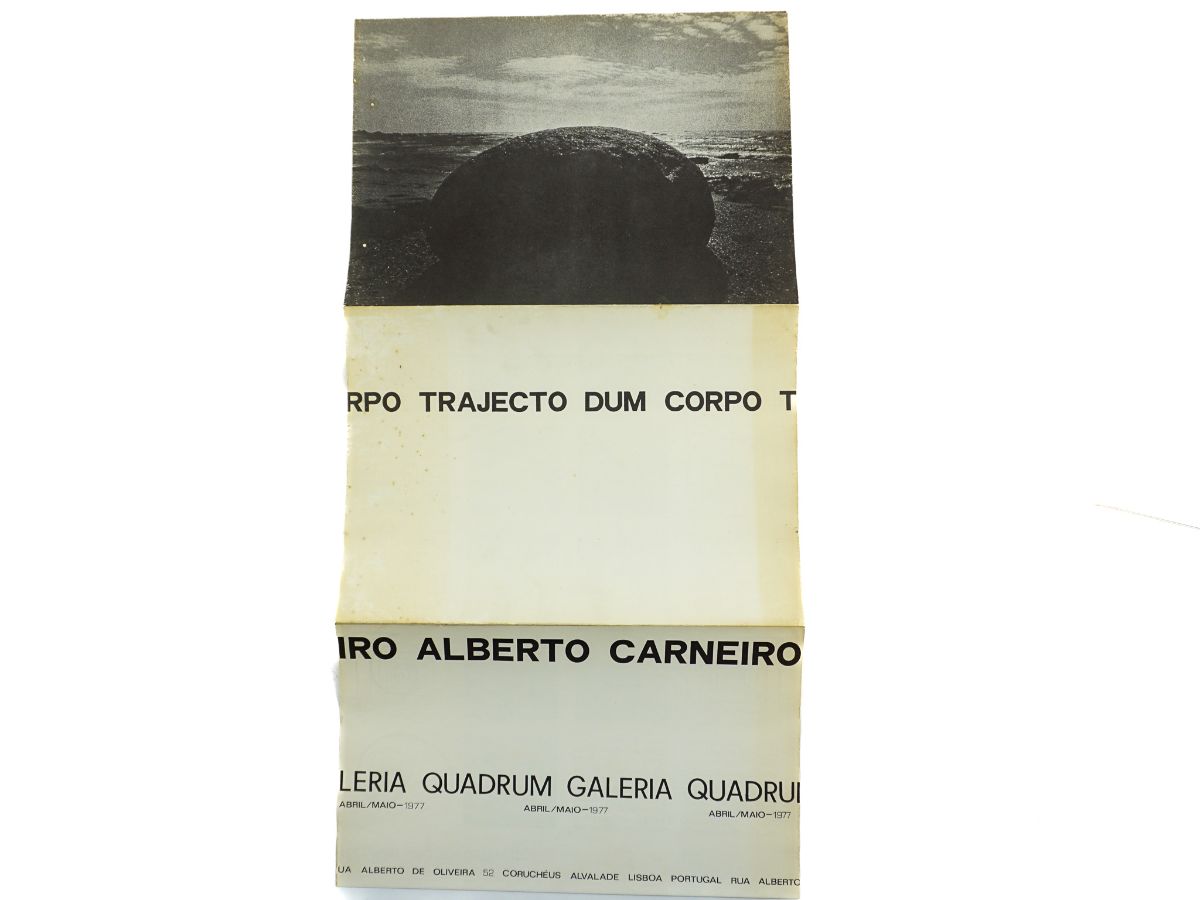 RPO TRAJECTO DUM CORPO T
IRO ALBERTO CARNEIRO
LERIA QUADRUM GALERIA QUADRU
ABRIL/MAIO–1977 ABRIL/MAIO–1977 ABRIL/MAIO–1977
UA ALBERTO DE OLIVEIRA 52 CORUCHÉUS ALVALADE LISBOA PORTUGAL RUA ALBERTO